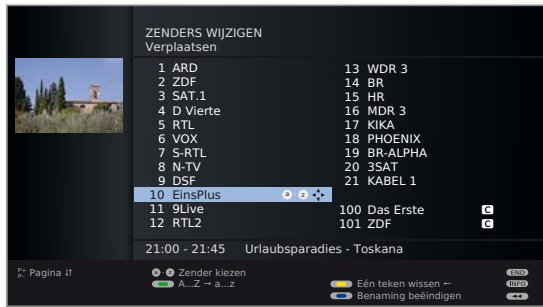 ZENDERS WIJZIGEN
Verplaatsen
1 ARD
2 ZDF
3 SAT.1
4 D Vierte
5 RTL
6 VOX
7 S-RTL
8 N-TV
9 DSF
10 EinsPlus a - z
11 9Live
12 RTL2
13 WDR 3
14 BR
15 HR
16 MDR 3
17 KIKA
18 PHOENIX
19 BR-ALPHA
20 3SAT
21 KABEL 1
100 Das Erste C
101 ZDF C
21:00 - 21:45 Urlaubsparadies - Toskana
P+ P- Pagina ↓↑
a - z Zender kiezen
A...Z → a...z
Eén teken wissen ←
Benaming beëindigen
END
INFO
◄◄